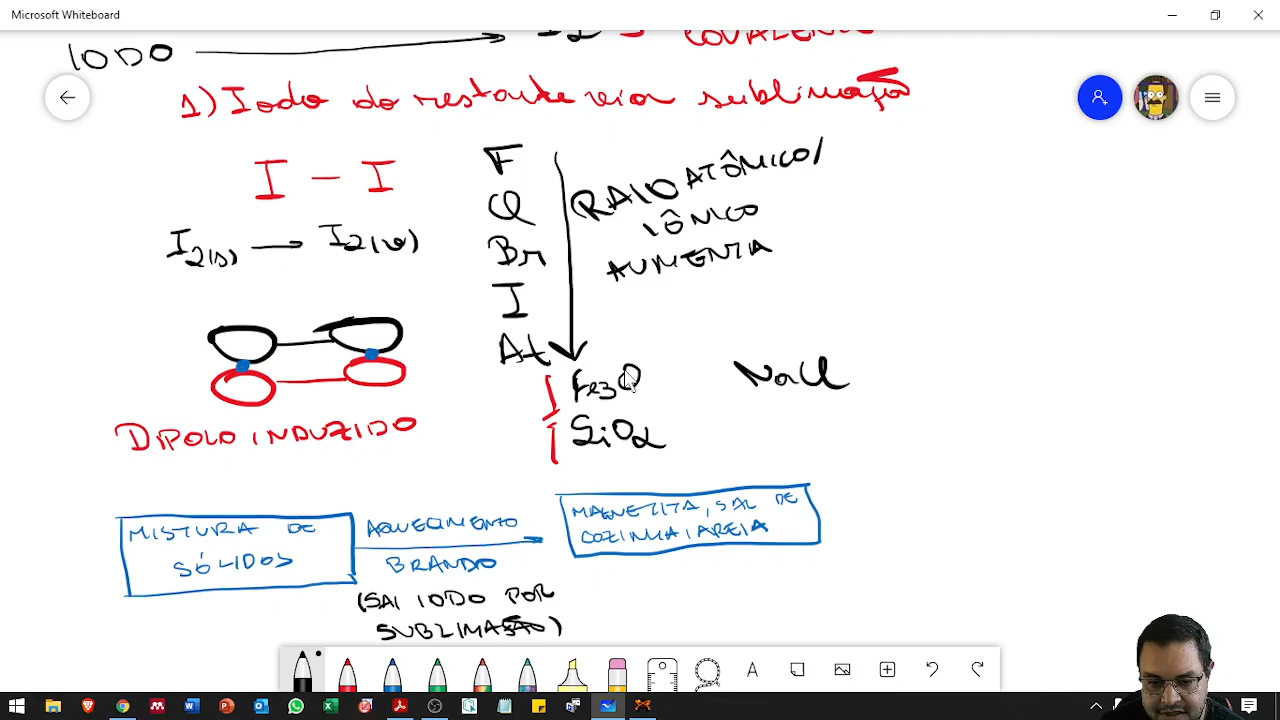 Microsoft Whiteboard
IODO
COVALENTE
1) Iodo do restante via sublimação
I - I
I2(s) → I2(v)
F
Cl
Br
I
At
RAIO ATÔMICO/
IÔNICO
AUMENTA
Fe3O
NaCl
SiO2
DIPOLO INDUZIDO
MISTURA DE
SÓLIDOS
AQUECIMENTO
BRANDO
(SAI IODO POR
SUBLIMAÇÃO)
MAGNETITA, SAL DE
COZINHA, AREIA